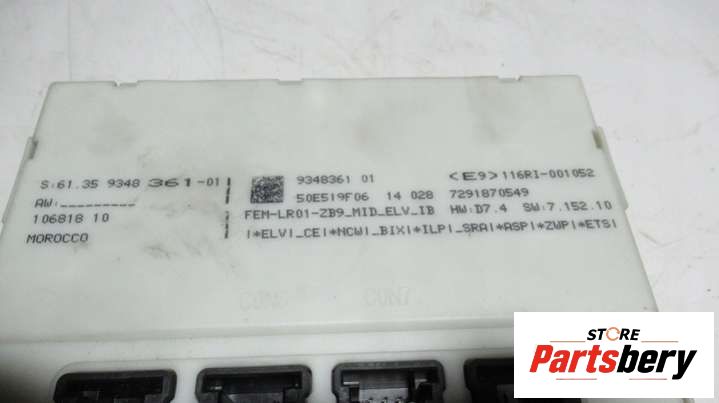 S:61.35 9348 361-01
AW:_________
106818 10
MOROCCO
9348361 01
50E519F06 14 028
<E9>116RI-001052
7291870549
FEM-LR01-ZB9_MID_ELV_IB HW:D7.4 SW:7.152.10
|*ELV|_CE|*NCW|_BIX|*ILP|_SRA|*ASP|*ZWP|*ETS|
CON7
STORE
Partsbery